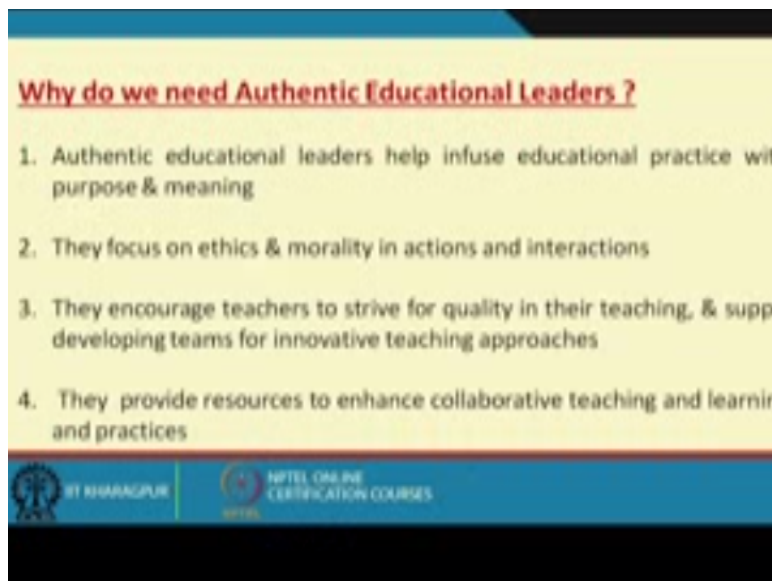 Why do we need Authentic Educational Leaders ?
1. Authentic educational leaders help infuse educational practice wit
purpose & meaning
2. They focus on ethics & morality in actions and interactions
3. They encourage teachers to strive for quality in their teaching, & supp
developing teams for innovative teaching approaches
4. They provide resources to enhance collaborative teaching and learnin
and practices
IIT KHARAGPUR
NPTEL ONLINE
CERTIFICATION COURSES
NPTEL